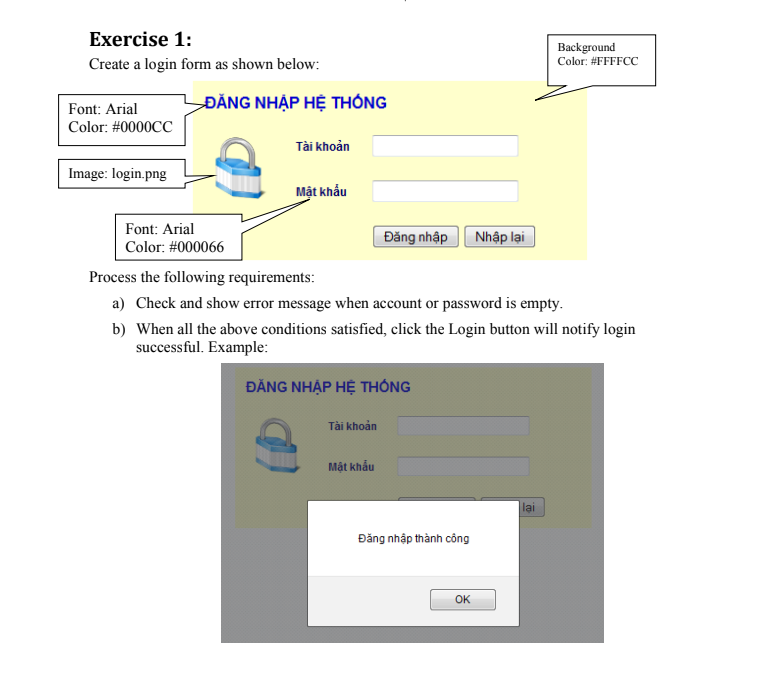 Exercise 1:
Create a login form as shown below:
Background
Color: #FFFFCC
Font: Arial
Color: #0000CC
ĐĂNG NHẬP HỆ THỐNG
Tài khoản
Image: login.png
Mật khẩu
Font: Arial
Color: #000066
Đăng nhập
Nhập lại
Process the following requirements:
a) Check and show error message when account or password is empty.
b) When all the above conditions satisfied, click the Login button will notify login
successful. Example:
ĐĂNG NHẬP HỆ THỐNG
Tài khoản
Mật khẩu
lại
Đăng nhập thành công
OK